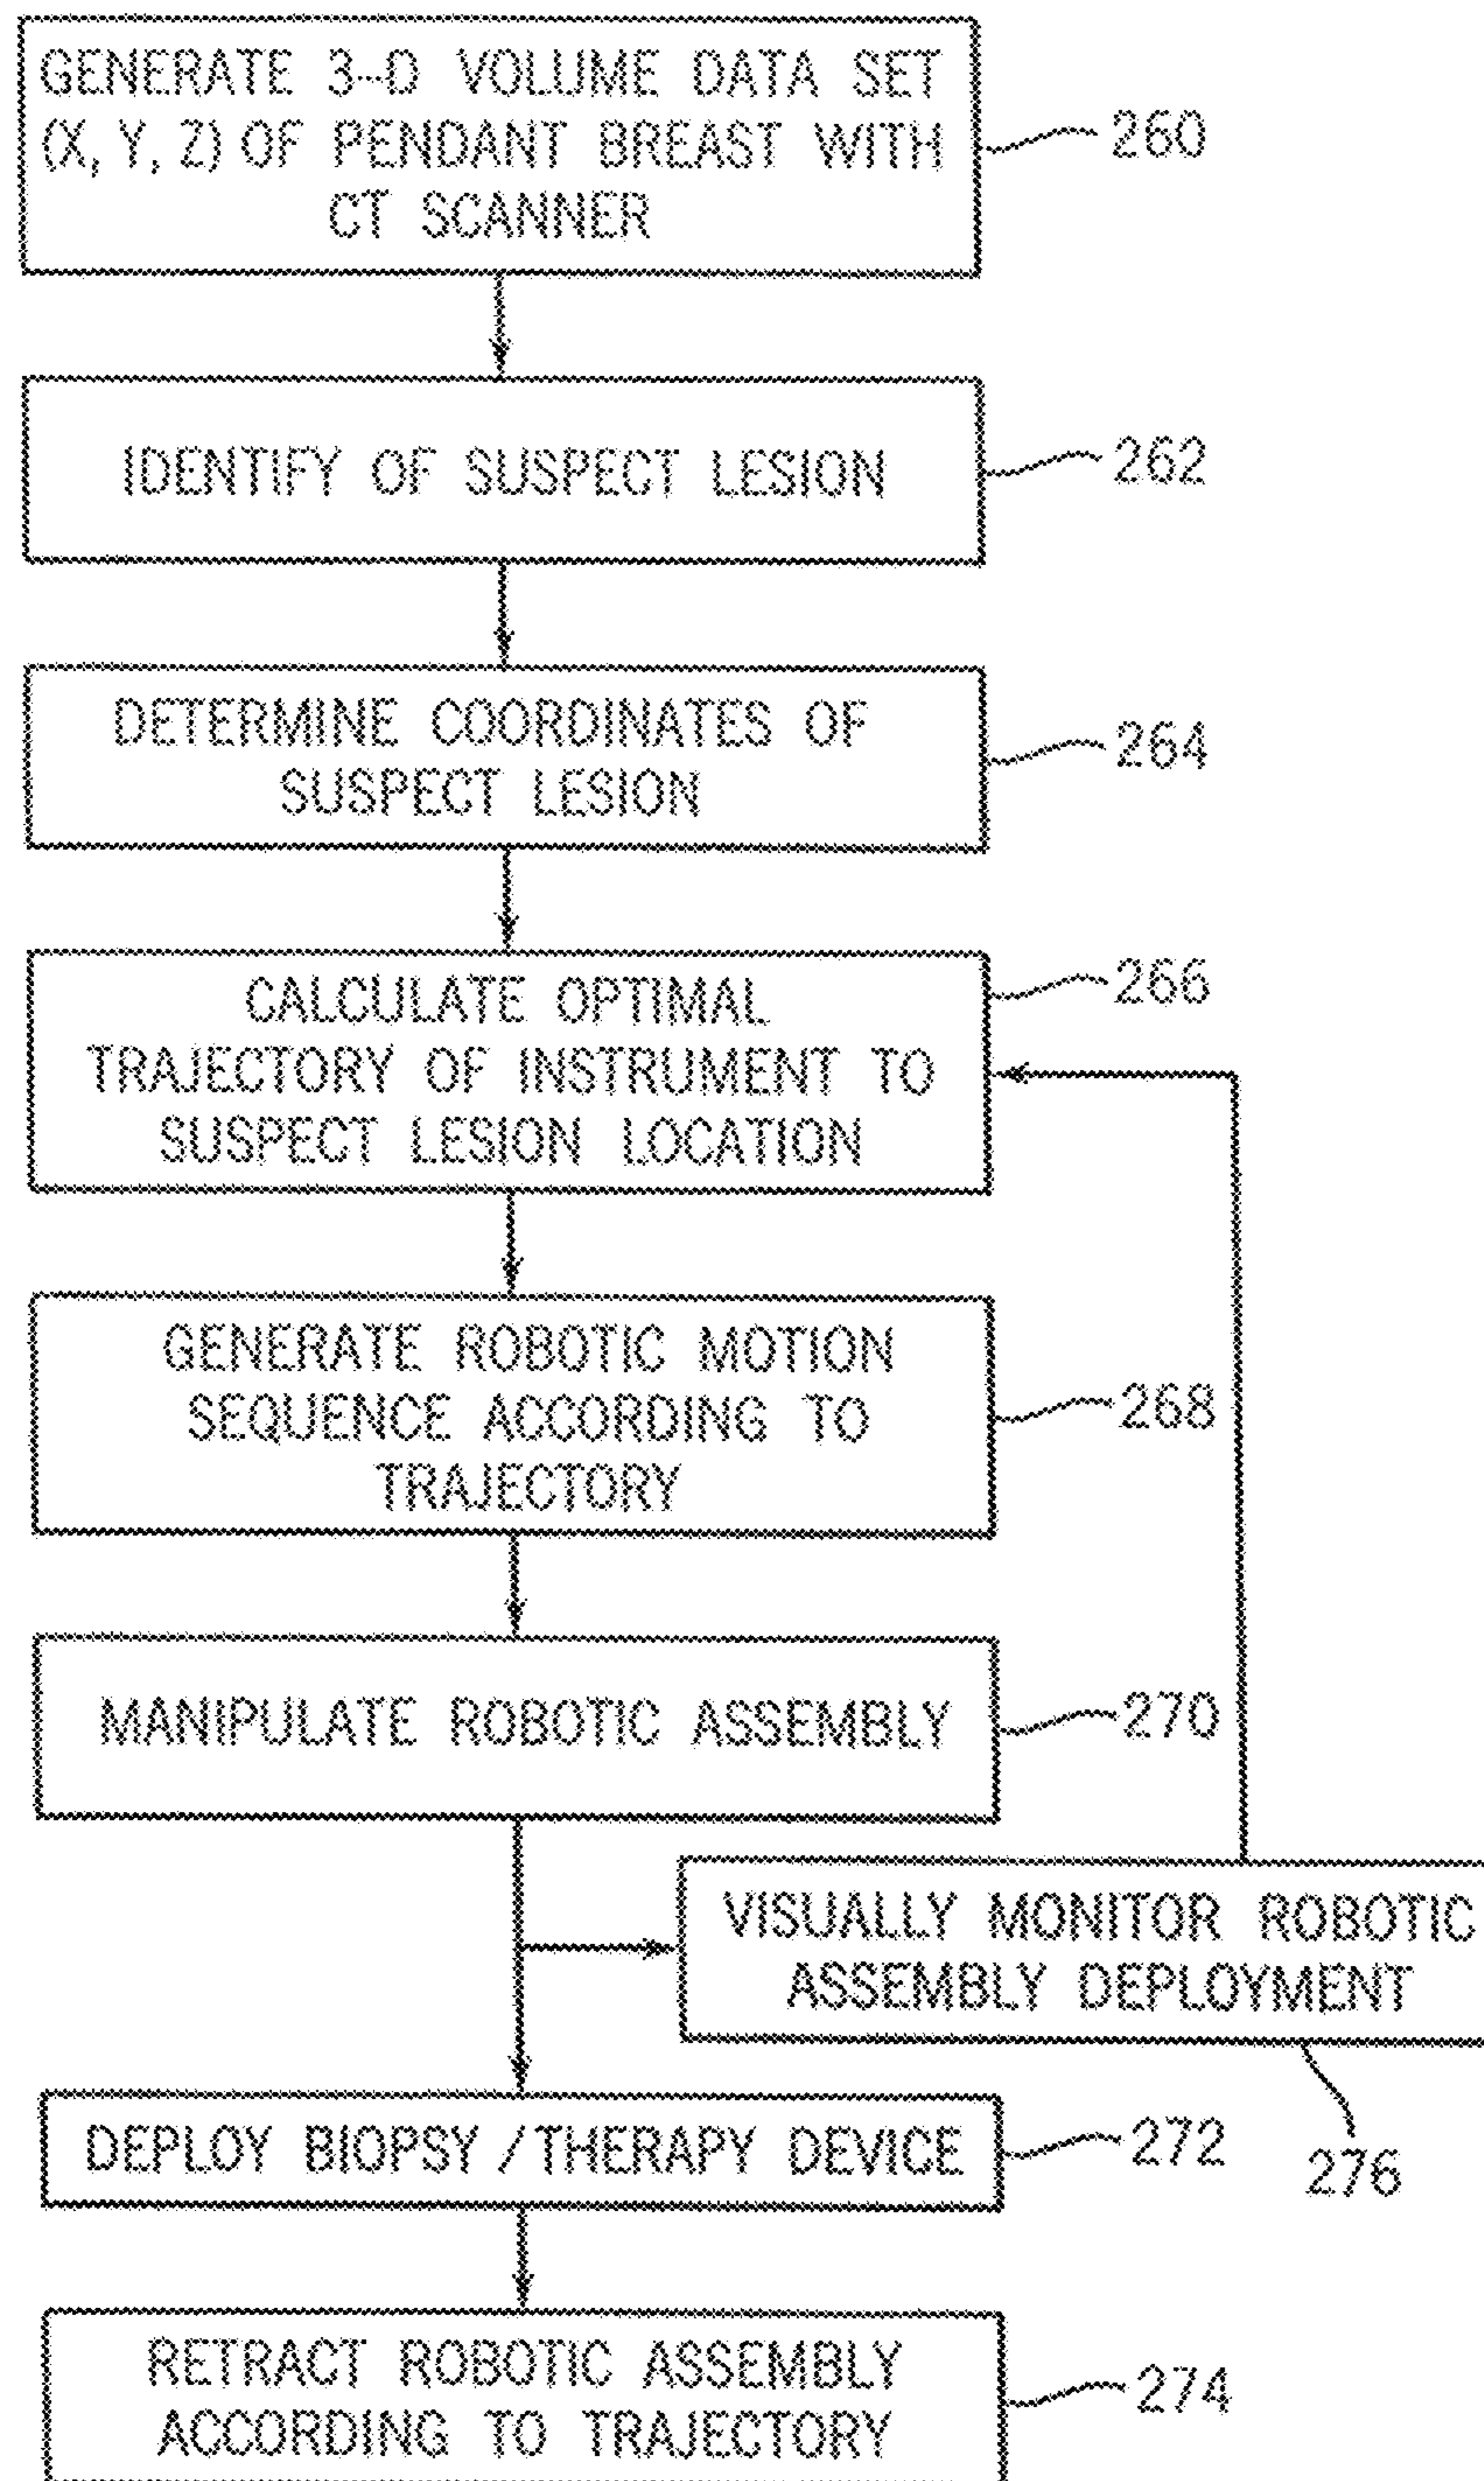 GENERATE 3-D VOLUME DATA SET
(X, Y, Z) OF PENDANT BREAST WITH
CT SCANNER
260
IDENTIFY OF SUSPECT LESION
262
DETERMINE COORDINATES OF
SUSPECT LESION
264
CALCULATE OPTIMAL
TRAJECTORY OF INSTRUMENT TO
SUSPECT LESION LOCATION
266
GENERATE ROBOTIC MOTION
SEQUENCE ACCORDING TO
TRAJECTORY
268
MANIPULATE ROBOTIC ASSEMBLY
270
VISUALLY MONITOR ROBOTIC
ASSEMBLY DEPLOYMENT
276
DEPLOY BIOPSY / THERAPY DEVICE
272
RETRACT ROBOTIC ASSEMBLY
ACCORDING TO TRAJECTORY
274